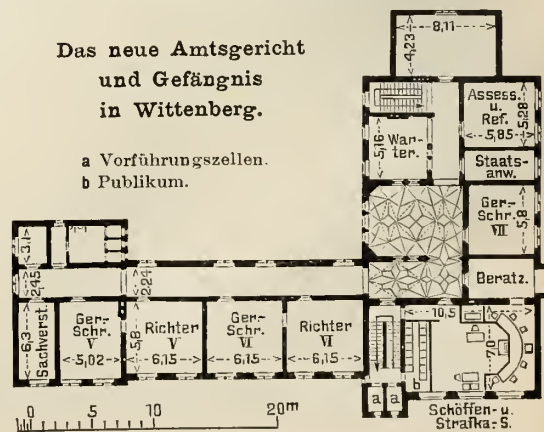 Das neue Amtsgericht
und Gefängnis
in Wittenberg.
a Vorführungszellen.
b Publikum.
8,11
4,23
Assess.
u.
Ref.
5,85
5,28
5,16
War-
ter.
Staats-
anw.
Ger-
Schr.
VII
5,8
Beratz.
3,1
2,45
2,24
6,3
Sachverst.
Ger-
Schr.
V
5,02
5,8
Richter
V
6,15
Ger-
Schr.
VI
6,15
Richter
VI
6,15
10,5
7,0
b
a a
Schöffen- u.
Strafka.-S.
0 5 10 20m